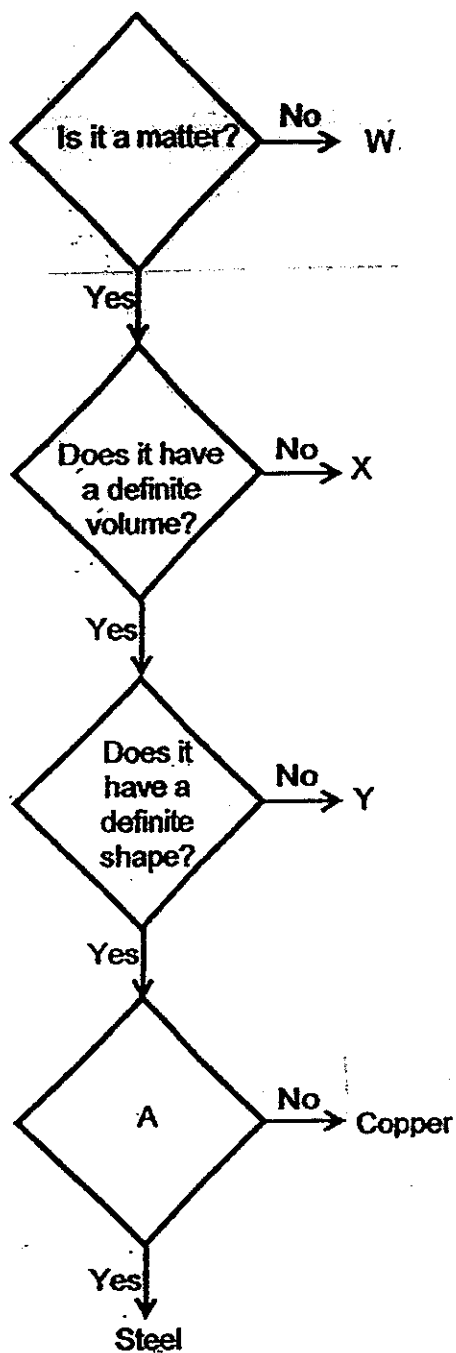 Is it a matter?
No
W
Yes
Does it have
a definite
volume?
No
X
Yes
Does it
have a
definite
shape?
No
Y
Yes
A
No
Copper
Yes
Steel